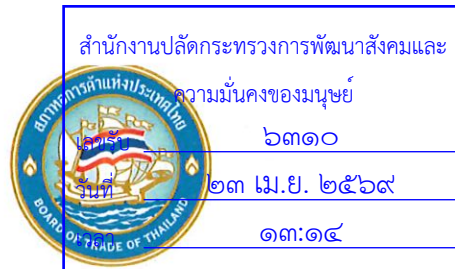 สำนักงานปลัดกระทรวงการพัฒนาสังคมและ
ความมั่นคงของมนุษย์
เลขรับ ๖๓๑๐
วันที่ ๒๓ เม.ย. ๒๕๖๙
เวลา ๑๓:๑๔
สภาหอการค้าแห่งประเทศไทย
BOARD OF TRADE OF THAILAND